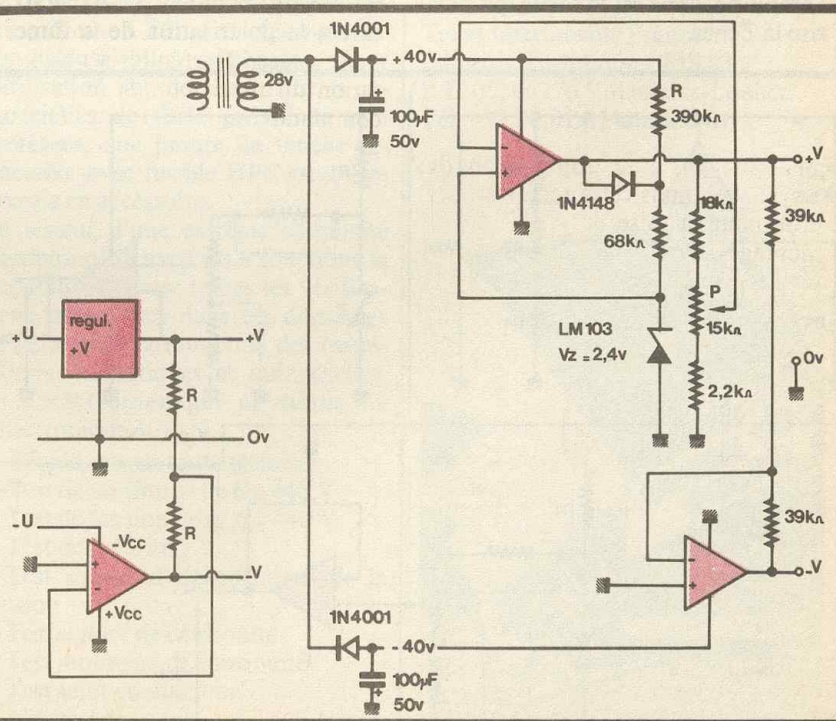 1N4001
28v
+40v
100µF
50v
R
390kΩ
-
+
1N4148
68kΩ
18kΩ
P
15kΩ
2,2kΩ
39kΩ
+V
LM 103
Vz = 2,4v
0v
regul.
+V
+U
+V
R
0v
R
-U
-Vcc
+
-
+Vcc
-V
1N4001
-40v
100µF
50v
-
+
39kΩ
-V